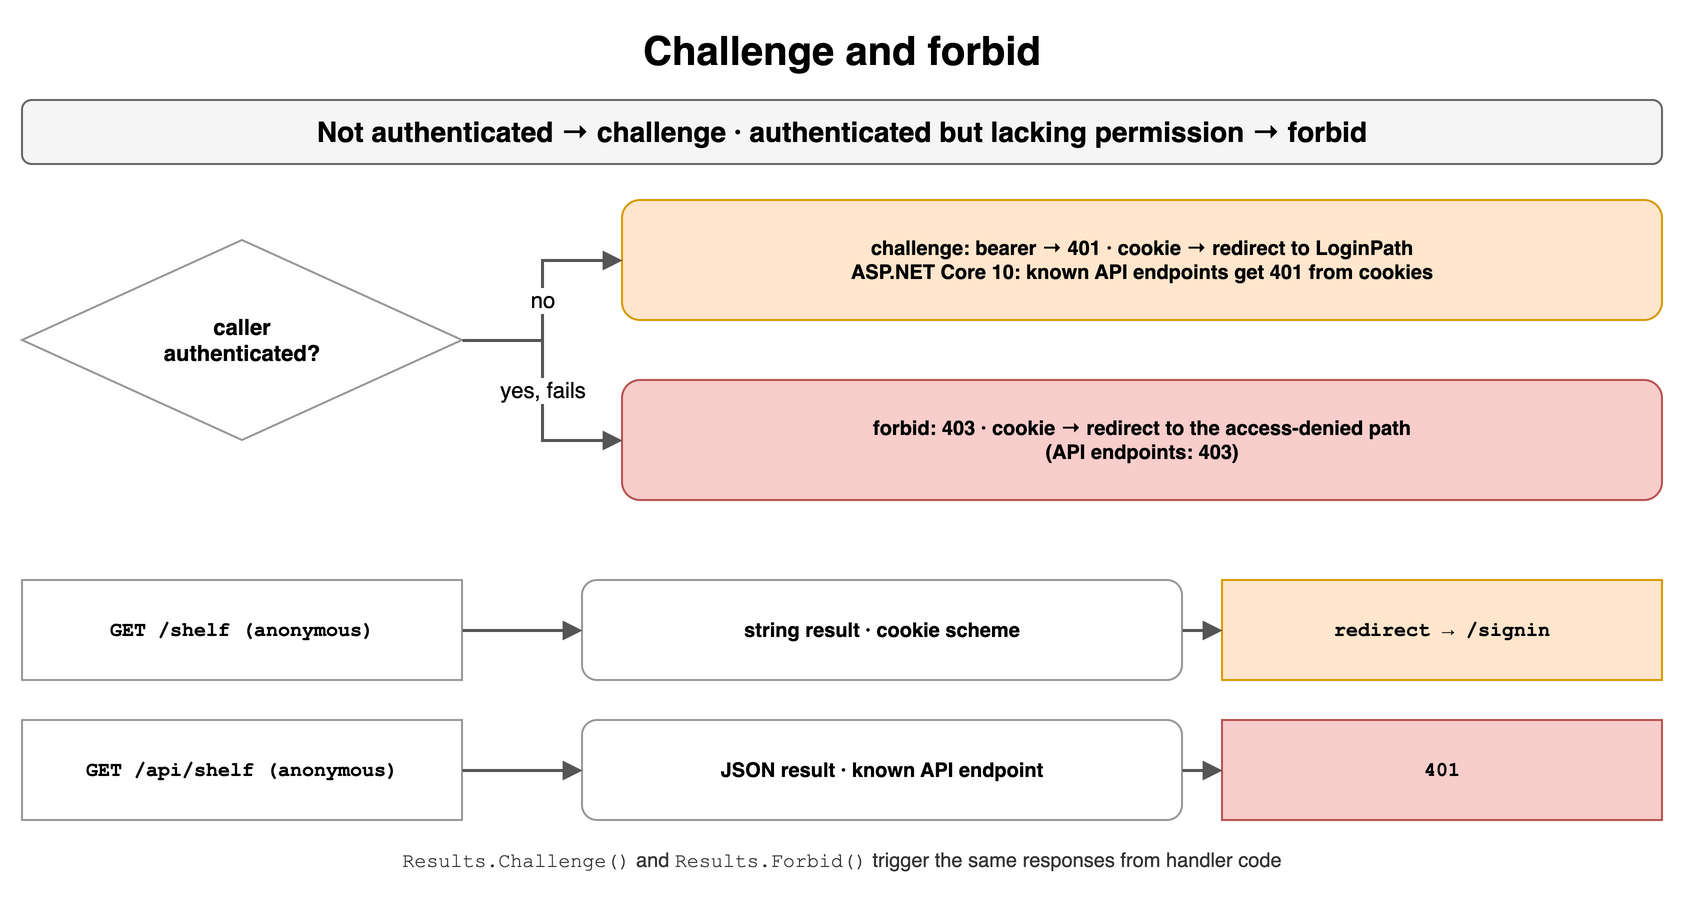 Challenge and forbid
Not authenticated → challenge · authenticated but lacking permission → forbid
caller
authenticated?
no
yes, fails
challenge: bearer → 401 · cookie → redirect to LoginPath
ASP.NET Core 10: known API endpoints get 401 from cookies
forbid: 403 · cookie → redirect to the access-denied path
(API endpoints: 403)
GET /shelf (anonymous)
string result · cookie scheme
redirect → /signin
GET /api/shelf (anonymous)
JSON result · known API endpoint
401
Results.Challenge() and Results.Forbid() trigger the same responses from handler code